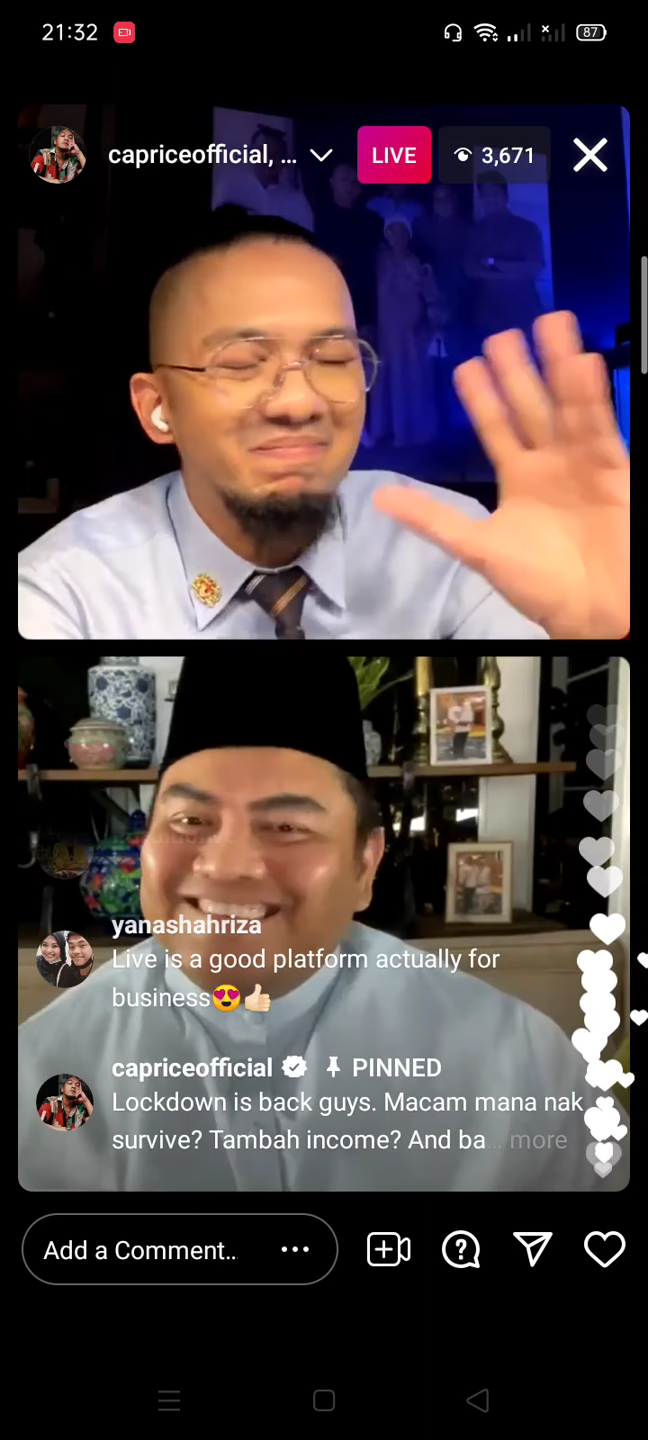 21:32
87
capriceofficial, ...
LIVE
3,671
yanashahriza
Live is a good platform actually for
business😍👍🏻
capriceofficial PINNED
Lockdown is back guys. Macam mana nak
survive? Tambah income? And ba... more
Add a Comment..